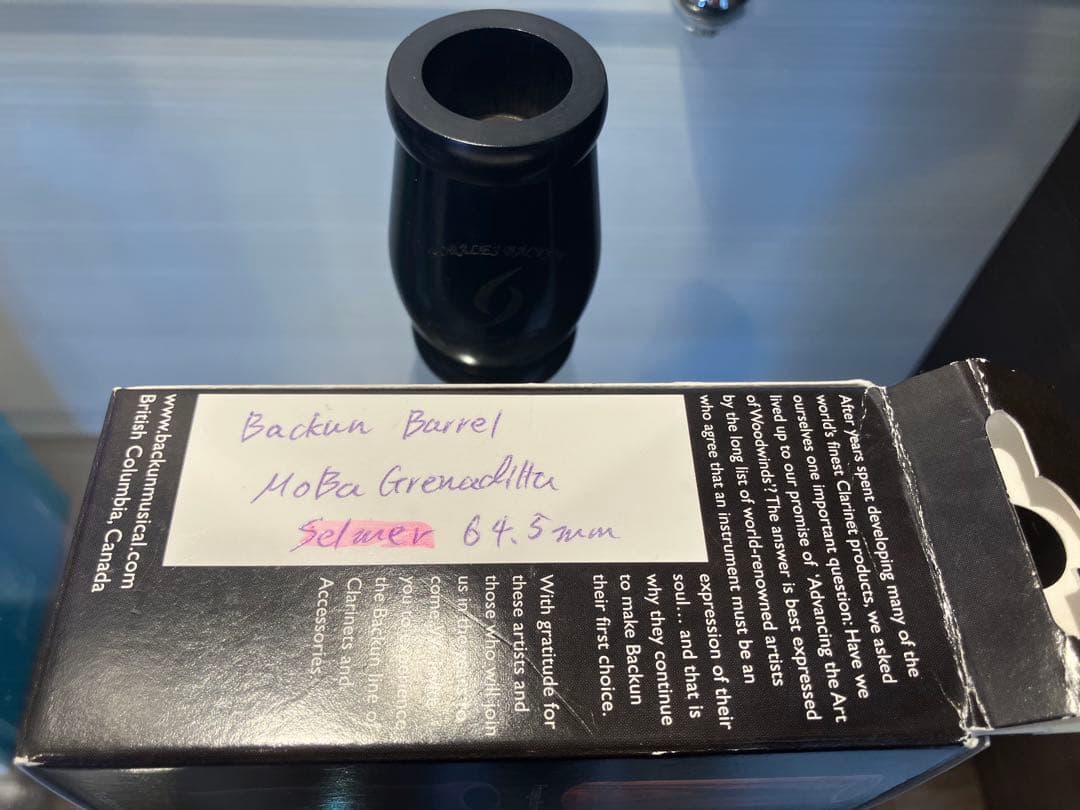 Backun Barrel
MoBa Grenadilla
Selmer 64.5mm
After years spent developing many of the
world's finest Clarinet products, we asked
ourselves one important question: Have we
lived up to our promise of 'Advancing the Art
of Woodwinds'? The answer is best expressed
by the long list of world-renowned artists
who agree that an instrument must be an
expression of their
soul... and that is
why they continue
to make Backun
their first choice.
With gratitude for
these artists and
those who will join
us in the
come
your
the Backun line of
Clarinets and
Accessories.
www.backunmusical.com
British Columbia, Canada